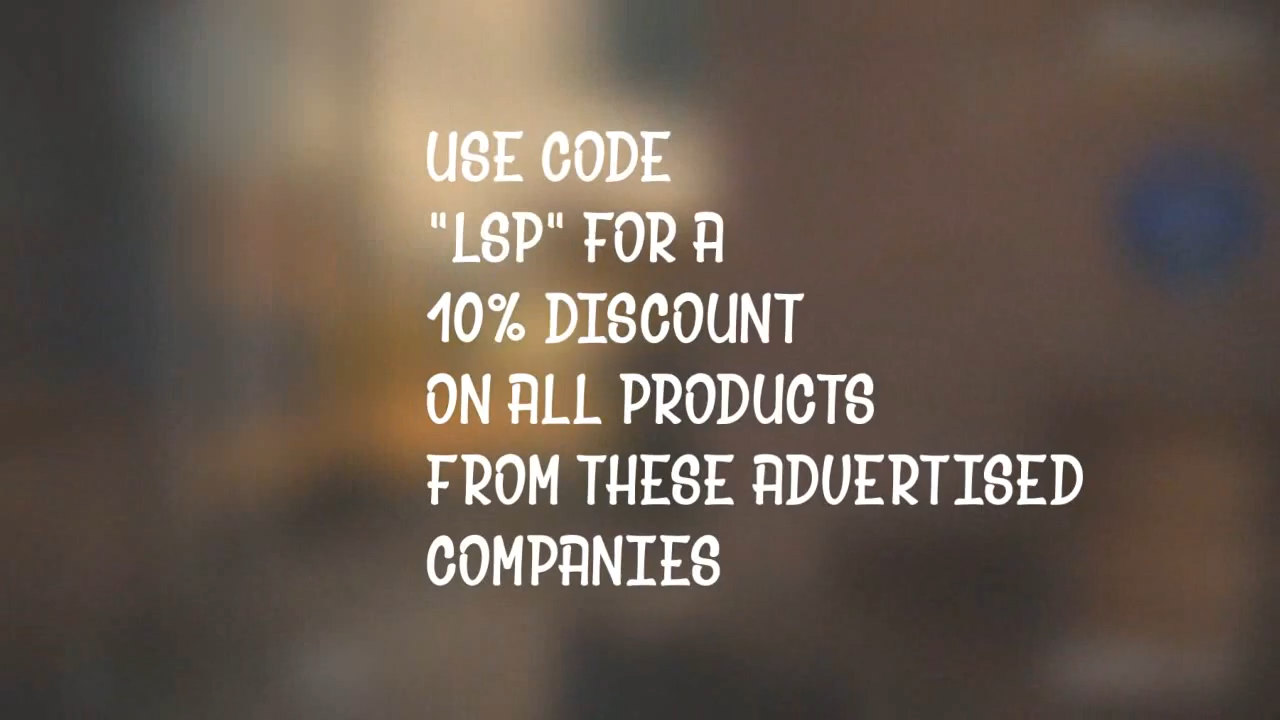 USE CODE
"LSP" FOR A
10% DISCOUNT
ON ALL PRODUCTS
FROM THESE ADVERTISED
COMPANIES